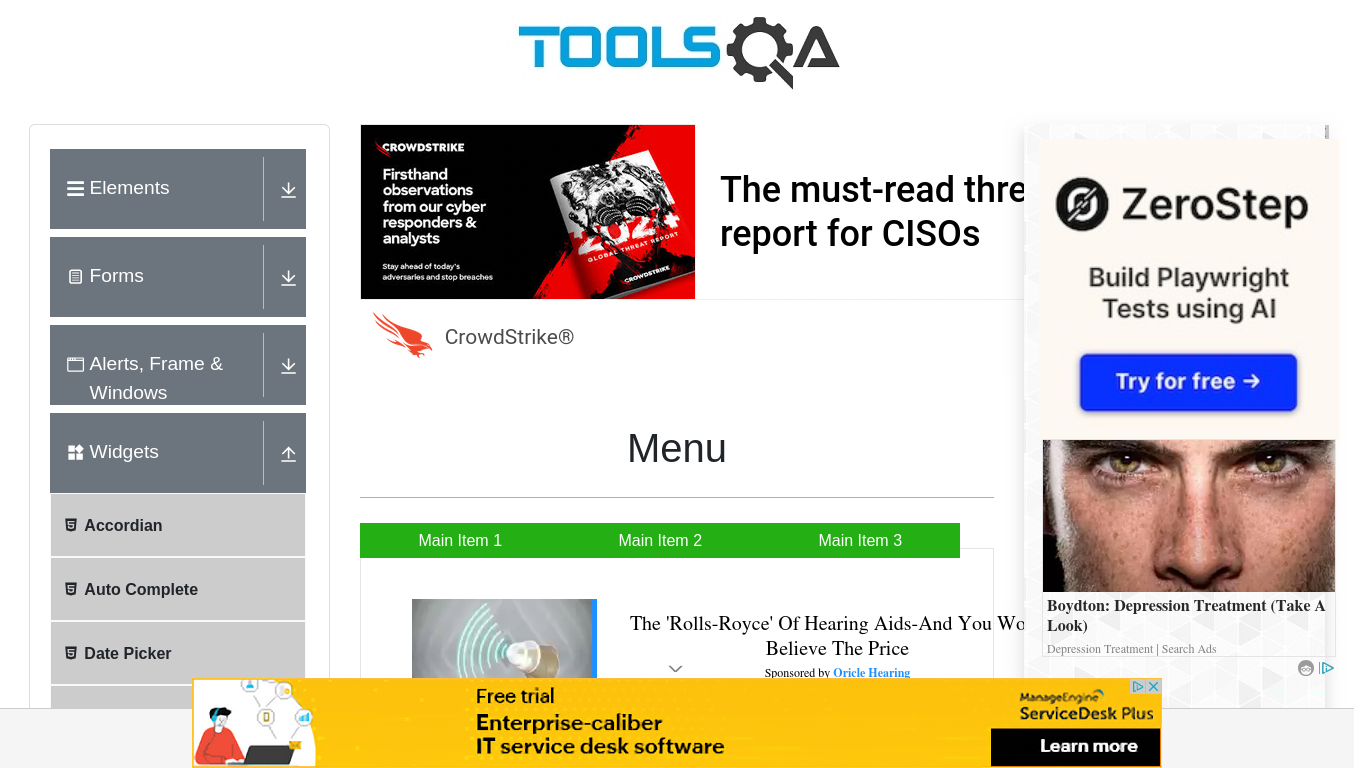 TOOLSQA
Elements
Forms
Alerts, Frame &
Windows
Widgets
Accordian
Auto Complete
Date Picker
CROWDSTRIKE
Firsthand
observations
from our cyber
responders &
analysts
Stay ahead of today's
adversaries and stop breaches
2024
GLOBAL THREAT REPORT
CROWDSTRIKE
The must-read thre
report for CISOs
CrowdStrike®
Menu
Main Item 1
Main Item 2
Main Item 3
The 'Rolls-Royce' Of Hearing Aids-And You Wo
Believe The Price
Sponsored by Oricle Hearing
ZeroStep
Build Playwright
Tests using AI
Try for free →
Boydton: Depression Treatment (Take A
Look)
Depression Treatment | Search Ads
Free trial
Enterprise-caliber
IT service desk software
ManageEngine
ServiceDesk Plus
Learn more